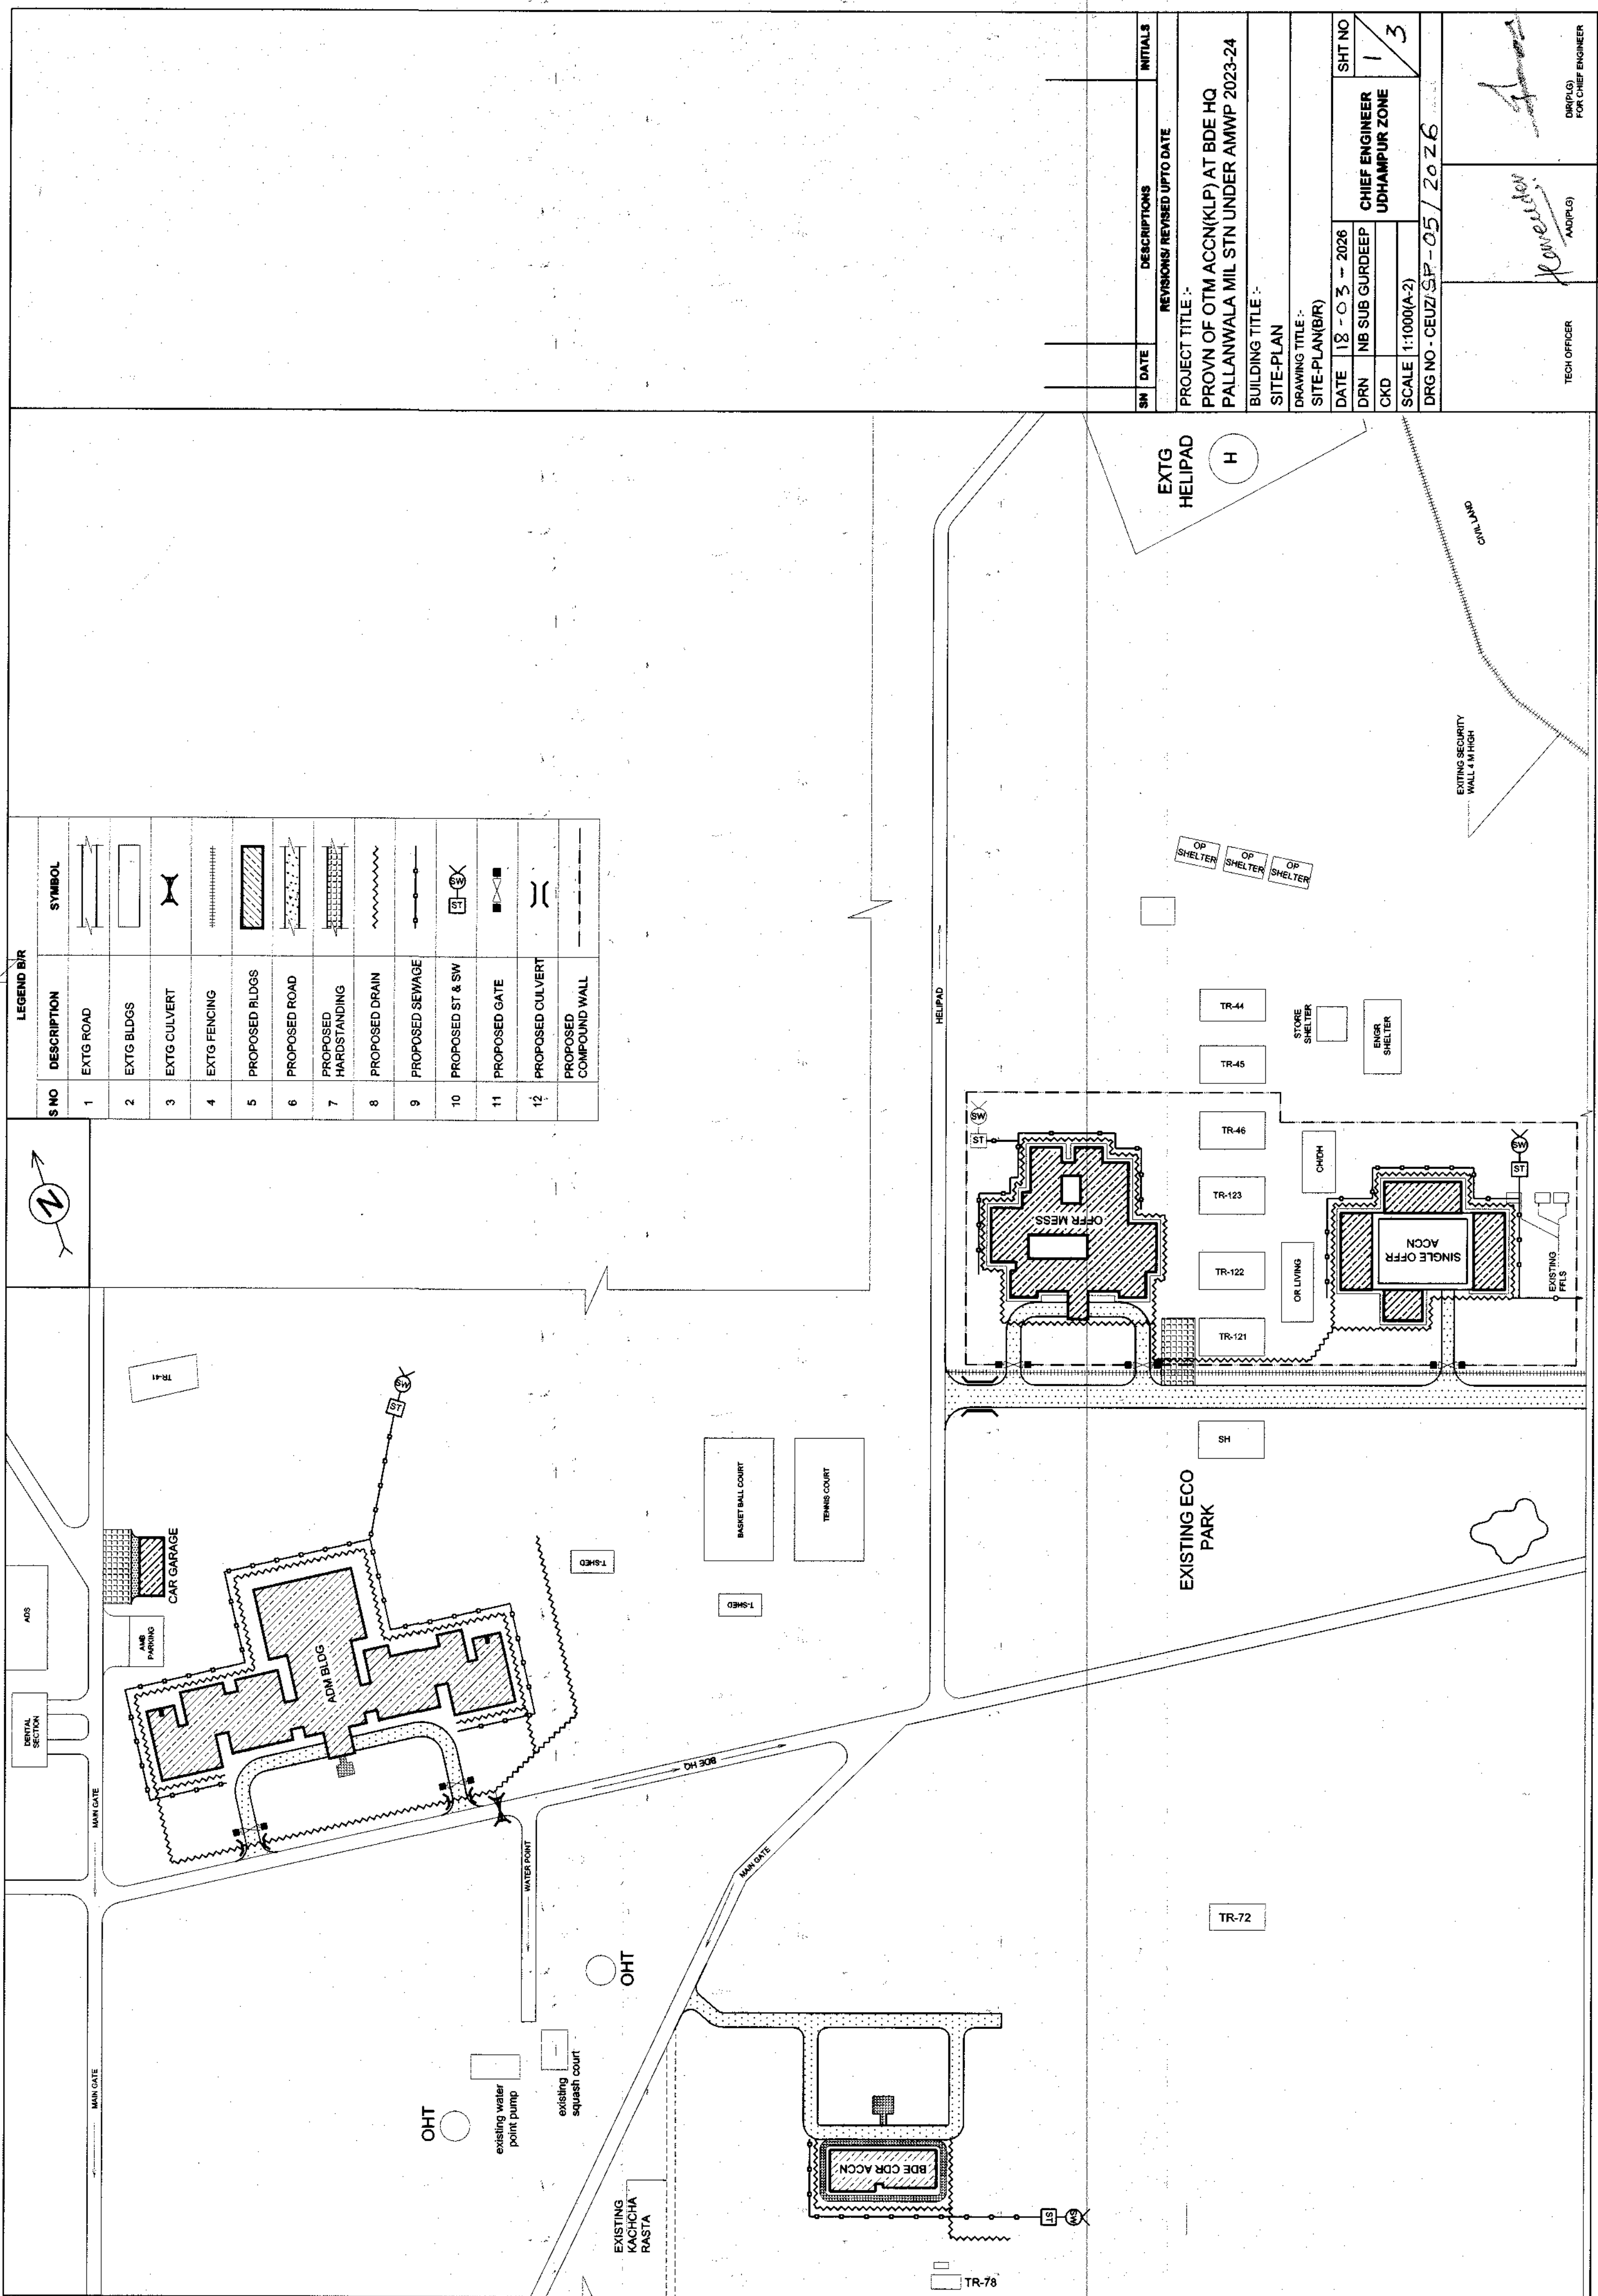 LEGEND B/R
S NO DESCRIPTION SYMBOL
1 EXTG ROAD
2 EXTG BLDGS
3 EXTG CULVERT
4 EXTG FENCING
5 PROPOSED BLDGS
6 PROPOSED ROAD
7 PROPOSED
HARDSTANDING
8 PROPOSED DRAIN
9 PROPOSED SEWAGE
10 PROPOSED ST & SW ST SW
11 PROPOSED GATE
12 PROPOSED CULVERT
PROPOSED
COMPOUND WALL
N
ADS
DENTAL
SECTION
MAIN GATE
MAIN GATE
TR-41
CAR GARAGE
AMB
PARKING
ADM BLDG
ST
SW
T-SHED
T-SHED
BASKET BALL COURT
TENNIS COURT
BDE HQ
WATER POINT
MAIN GATE
OHT
OHT
existing water
point pump
existing
squash court
EXISTING
KACHCHA
RASTA
BDE CDR ACCN
ST
SW
TR-78
TR-72
HELIPAD
EXISTING ECO
PARK
SH
SW
ST
OFFR MESS
TR-44
TR-45
TR-46
TR-123
TR-122
TR-121
STORE
SHELTER
ENGR
SHELTER
CH/DH
OR LIVING
SINGLE OFFR
ACCN
SW
ST
EXISTING
FFLS
OP
SHELTER
OP
SHELTER
OP
SHELTER
EXITING SECURITY
WALL 4 M HIGH
CIVIL LAND
EXTG
HELIPAD
H
SN DATE DESCRIPTIONS INITIALS
REVISIONS/ REVISED UPTO DATE
PROJECT TITLE :-
PROVN OF OTM ACCN(KLP) AT BDE HQ
PALLANWALA MIL STN UNDER AMWP 2023-24
BUILDING TITLE :-
SITE-PLAN
DRAWING TITLE :-
SITE-PLAN(B/R)
DATE 18-03-2026
DRN NB SUB GURDEEP
CKD
SCALE 1:1000(A-2)
CHIEF ENGINEER
UDHAMPUR ZONE
SHT NO
1/3
DRG NO - CEUZ/SP-05/2026
TECH OFFICER
AAD(PLG)
DIR(PLG)
FOR CHIEF ENGINEER